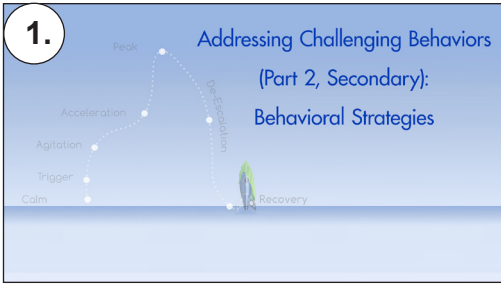 1.
Addressing Challenging Behaviors
(Part 2, Secondary):
Behavioral Strategies
Peak
De-Escalation
Acceleration
Agitation
Trigger
Calm
Recovery